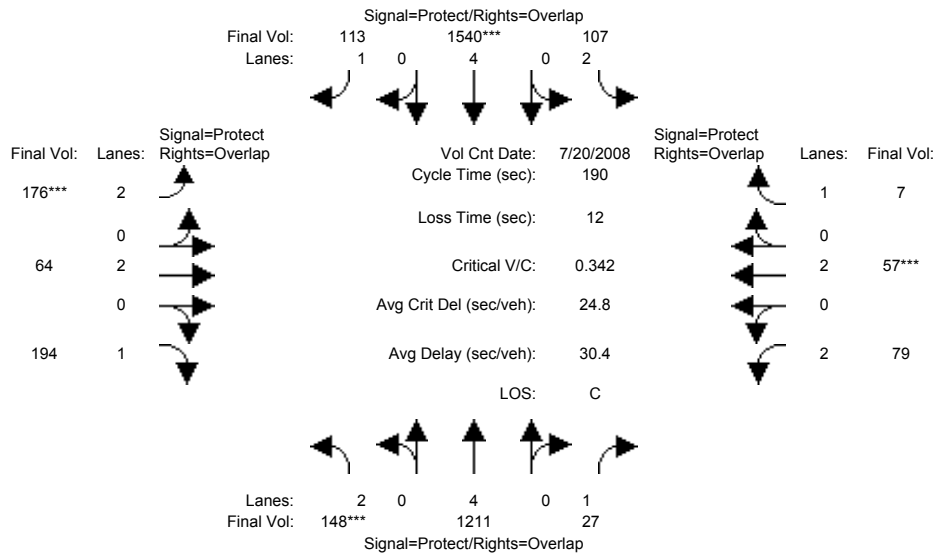 Signal=Protect/Rights=Overlap
Final Vol: 113 1540*** 107
Lanes: 1 0 4 0 2
Signal=Protect Signal=Protect
Final Vol: Lanes: Rights=Overlap Vol Cnt Date: 7/20/2008 Rights=Overlap Lanes: Final Vol:
Cycle Time (sec): 190
176*** 2 1 7
Loss Time (sec): 12
0 0
64 2 Critical V/C: 0.342 2 57***
0 Avg Crit Del (sec/veh): 24.8 0
194 1 Avg Delay (sec/veh): 30.4 2 79
LOS: C
Lanes: 2 0 4 0 1
Final Vol: 148*** 1211 27
Signal=Protect/Rights=Overlap